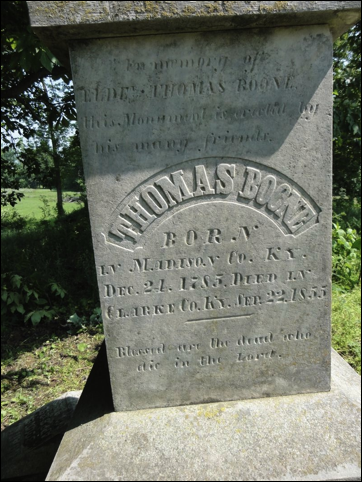 In memory of
ELDER THOMAS BOONE,
this Monument is erected by
his many friends.
THOMAS BOONE
BORN
IN MADISON CO. KY.
DEC. 24. 1785. DIED IN
CLARKE CO. KY. SEP. 22. 1855
Blessed are the dead who
die in the Lord.